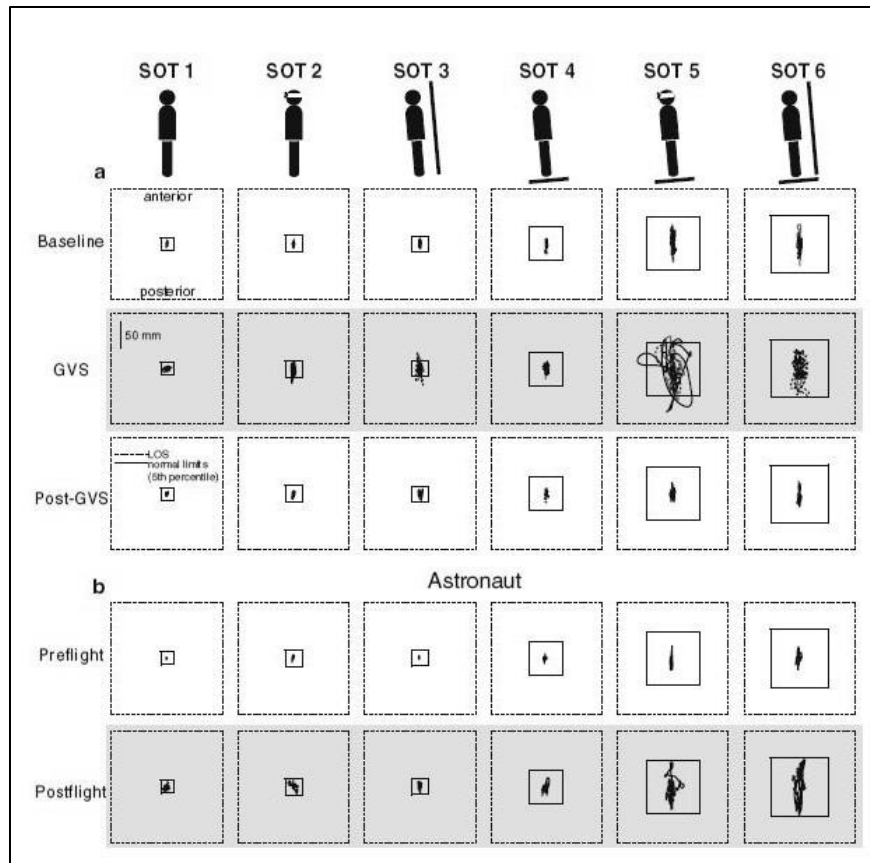 SOT 1 SOT 2 SOT 3 SOT 4 SOT 5 SOT 6
a
anterior
Baseline
posterior
50 mm
GVS
LOS
normal limits
(5th percentile)
Post-GVS
b Astronaut
Preflight
Postflight